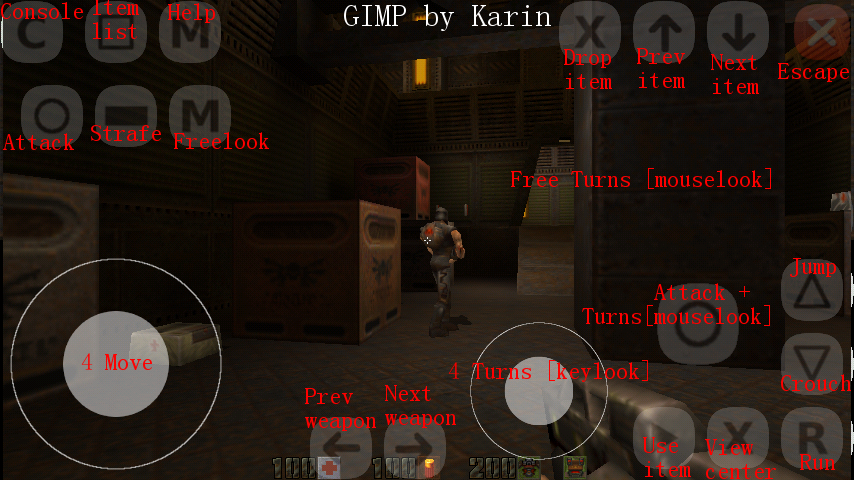 GIMP by Karin
Console
Item
list
Help
C
M
X
Drop
item
Prev
item
Next
item
Escape
Attack
Strafe
M
Freelook
Free Turns [mouselook]
Jump
Attack +
Turns[mouselook]
4 Move
4 Turns [keylook]
Crouch
Prev
weapon
Next
weapon
Use
item
X
View
center
R
Run
100
100
200